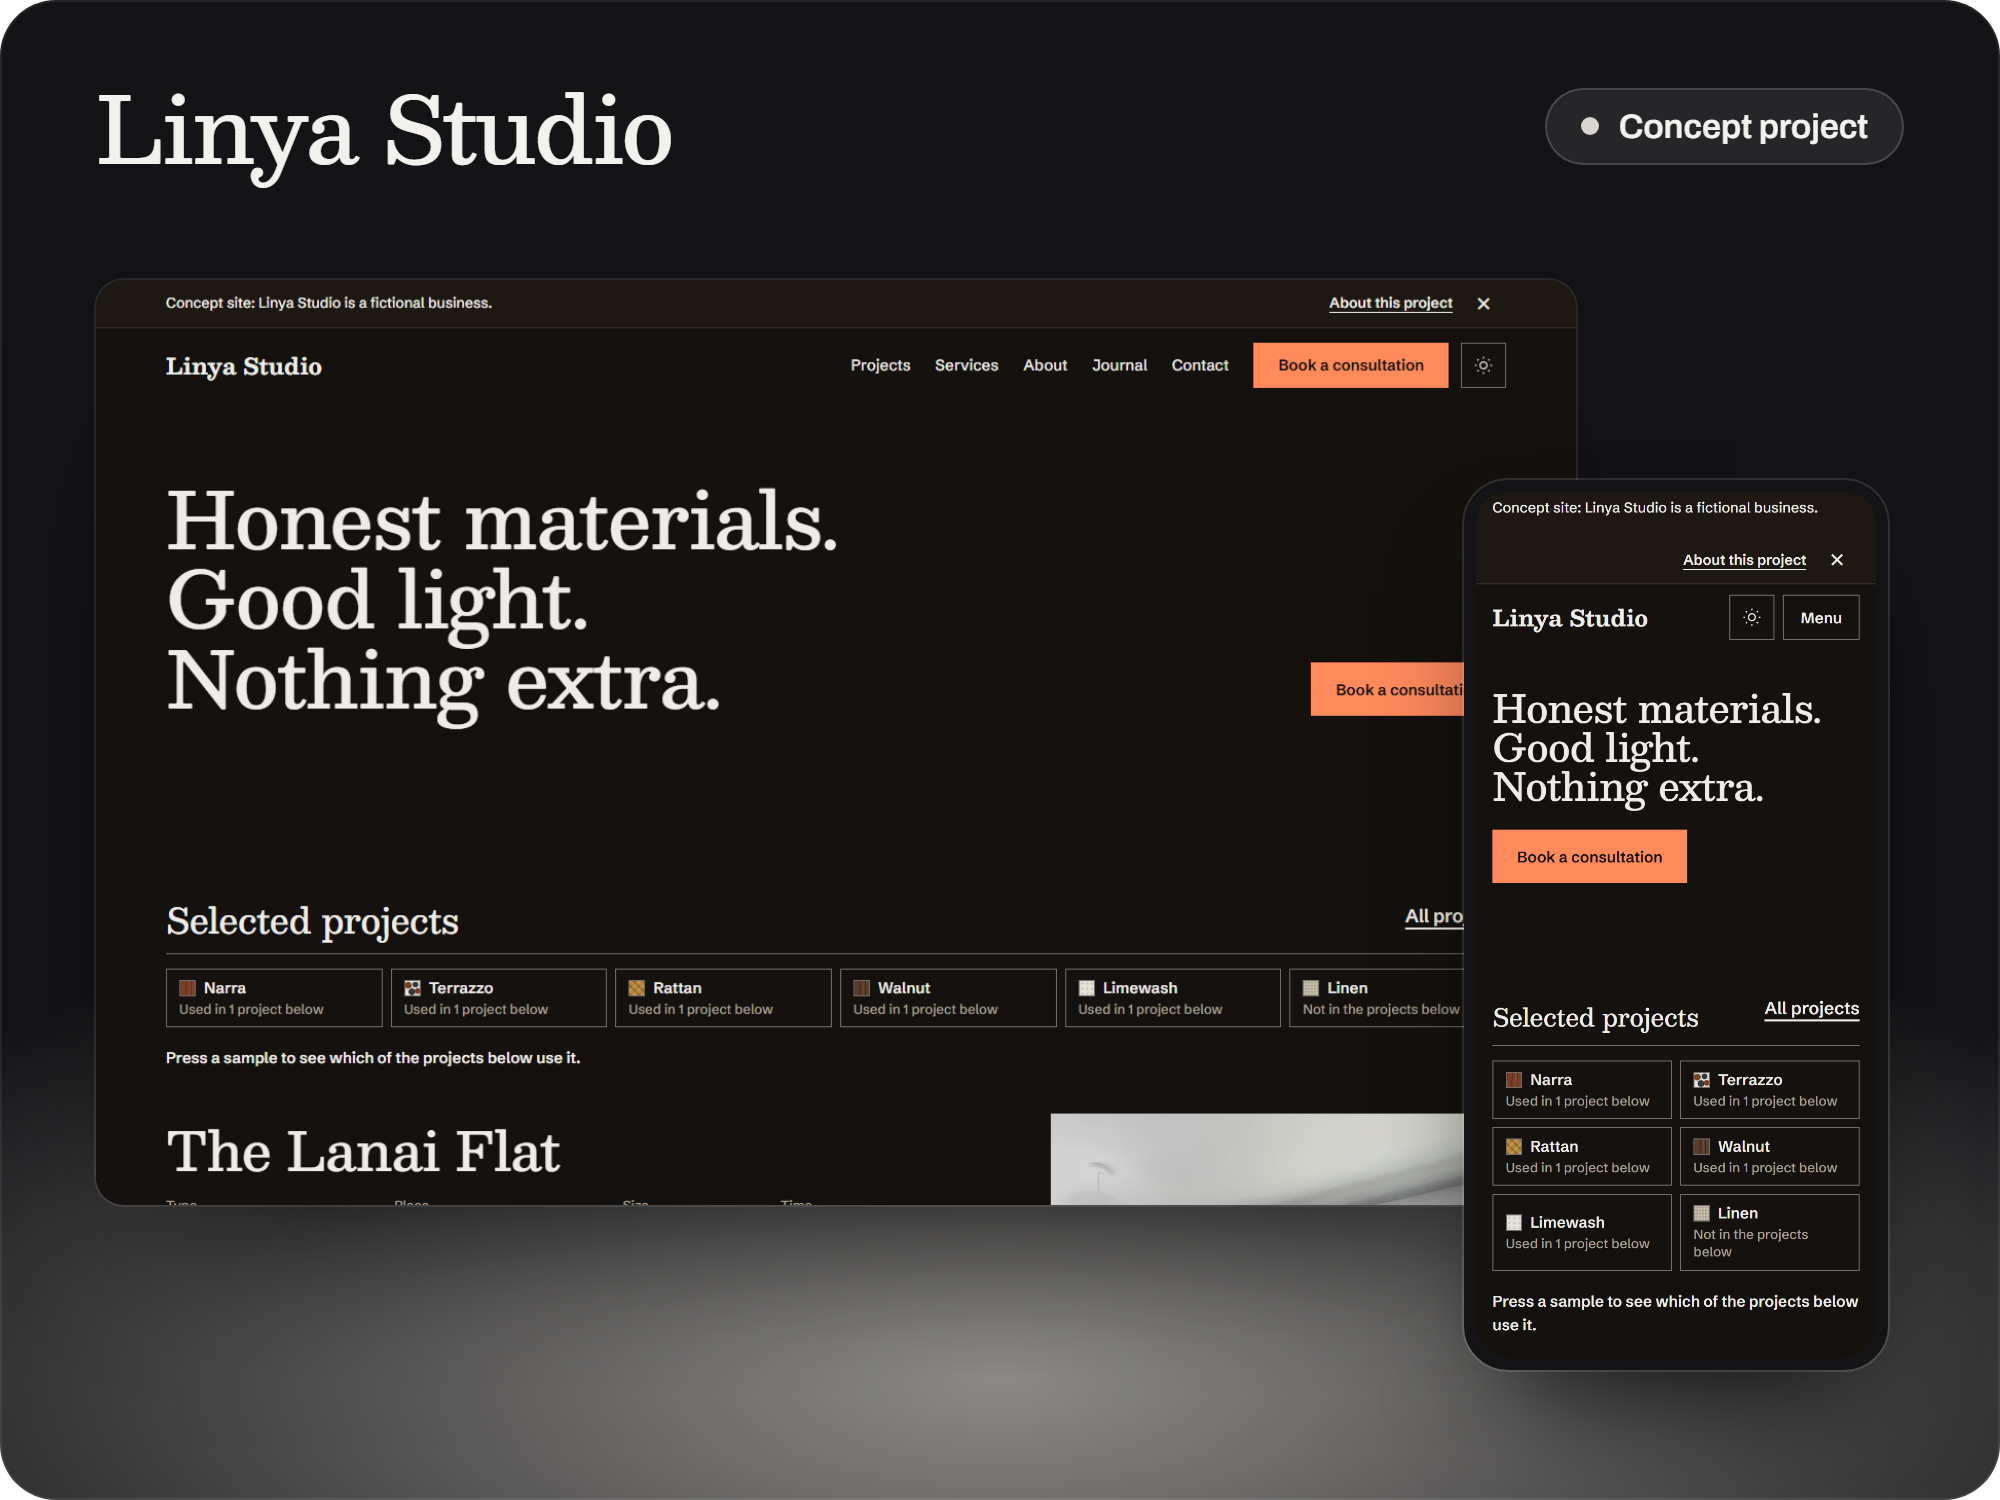 Linya Studio
Concept project
Concept site: Linya Studio is a fictional business.
About this project
Linya Studio
Projects
Services
About
Journal
Contact
Book a consultation
Honest materials.
Good light.
Nothing extra.
Book a consultati
Selected projects
All pro
Narra
Used in 1 project below
Terrazzo
Used in 1 project below
Rattan
Used in 1 project below
Walnut
Used in 1 project below
Limewash
Used in 1 project below
Linen
Not in the projects below
Press a sample to see which of the projects below use it.
The Lanai Flat
Type
Place
Size
Time
Concept site: Linya Studio is a fictional business.
About this project
Linya Studio
Menu
Honest materials.
Good light.
Nothing extra.
Book a consultation
Selected projects
All projects
Narra
Used in 1 project below
Terrazzo
Used in 1 project below
Rattan
Used in 1 project below
Walnut
Used in 1 project below
Limewash
Used in 1 project below
Linen
Not in the projects
below
Press a sample to see which of the projects below
use it.